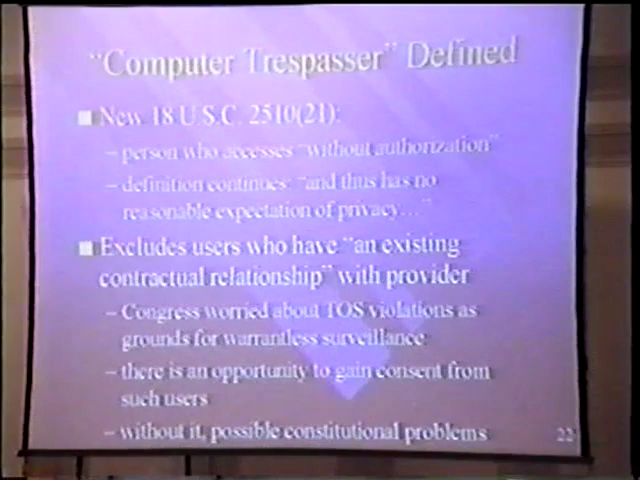 "Computer Trespasser" Defined
New 18 U.S.C. 2510(21):
– person who accesses "without authorization"
– definition continues: "and thus has no
reasonable expectation of privacy…"
Excludes users who have "an existing
contractual relationship" with provider
– Congress worried about TOS violations as
grounds for warrantless surveillance
– there is an opportunity to gain consent from
such users
– without it, possible constitutional problems
22